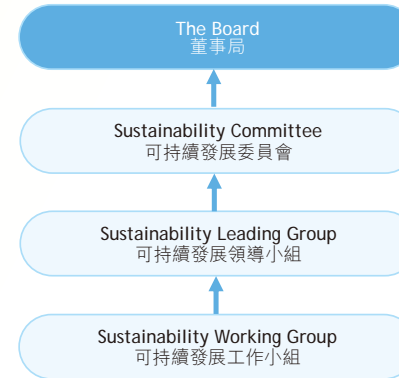 The Board
董事局
Sustainability Committee
可持續發展委員會
Sustainability Leading Group
可持續發展領導小組
Sustainability Working Group
可持續發展工作小組